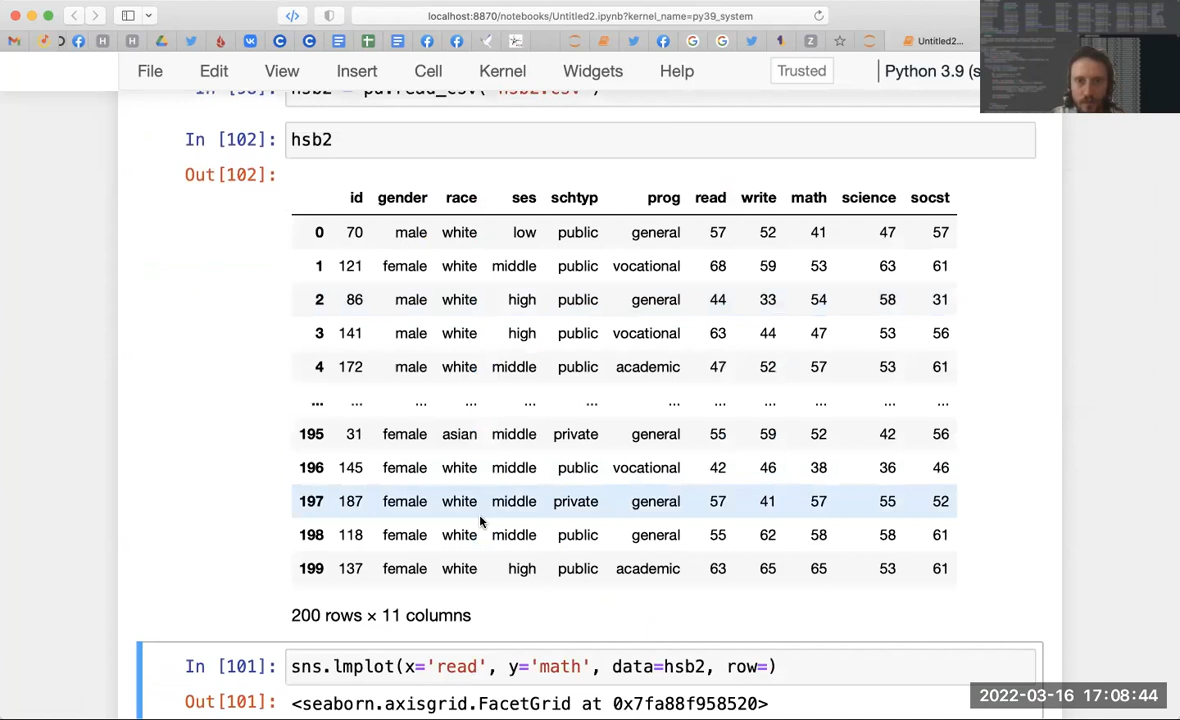 localhost:8870/notebooks/Untitled2.ipynb?kernel_name=py39_system
Untitled2...
File Edit View Insert Cell Kernel Widgets Help Trusted Python 3.9 (s
In [98]: hsb2 = pd.read_csv('hsb2.csv')
In [102]: hsb2
Out[102]:
id gender race ses schtyp prog read write math science socst
0 70 male white low public general 57 52 41 47 57
1 121 female white middle public vocational 68 59 53 63 61
2 86 male white high public general 44 33 54 58 31
3 141 male white high public vocational 63 44 47 53 56
4 172 male white middle public academic 47 52 57 53 61
... ... ... ... ... ... ... ... ... ... ... ...
195 31 female asian middle private general 55 59 52 42 56
196 145 female white middle public vocational 42 46 38 36 46
197 187 female white middle private general 57 41 57 55 52
198 118 female white middle public general 55 62 58 58 61
199 137 female white high public academic 63 65 65 53 61
200 rows × 11 columns
In [101]: sns.lmplot(x='read', y='math', data=hsb2, row=)
Out[101]: <seaborn.axisgrid.FacetGrid at 0x7fa88f958520>
2022-03-16 17:08:44